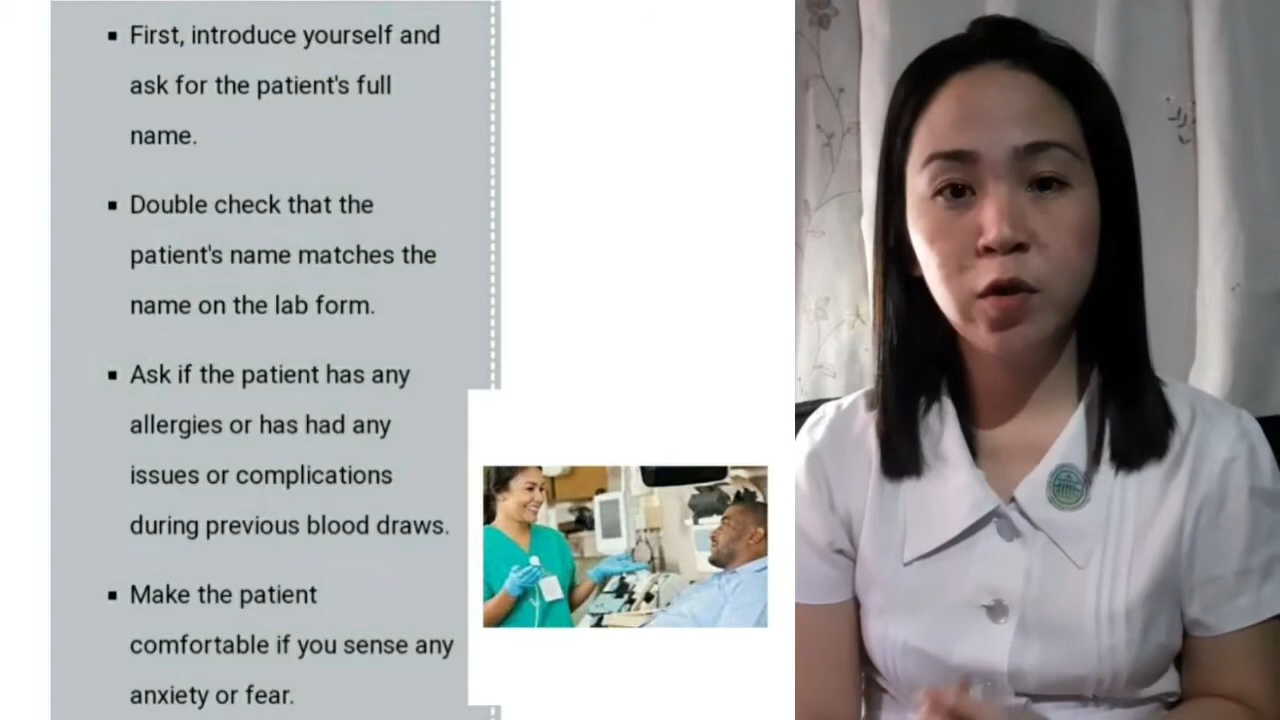 First, introduce yourself and
ask for the patient's full
name.
Double check that the
patient's name matches the
name on the lab form.
Ask if the patient has any
allergies or has had any
issues or complications
during previous blood draws.
Make the patient
comfortable if you sense any
anxiety or fear.